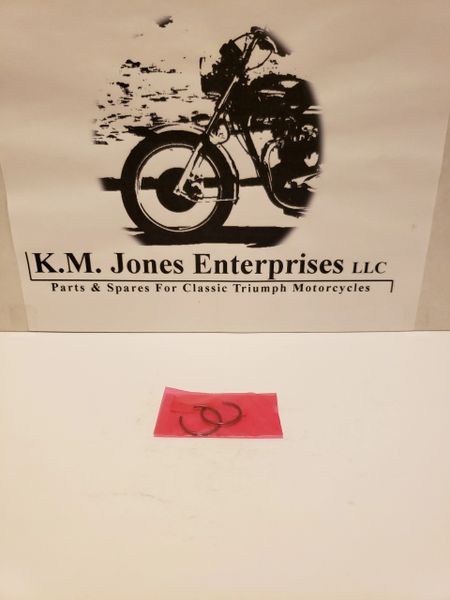 K.M. Jones Enterprises LLC
Parts & Spares For Classic Triumph Motorcycles